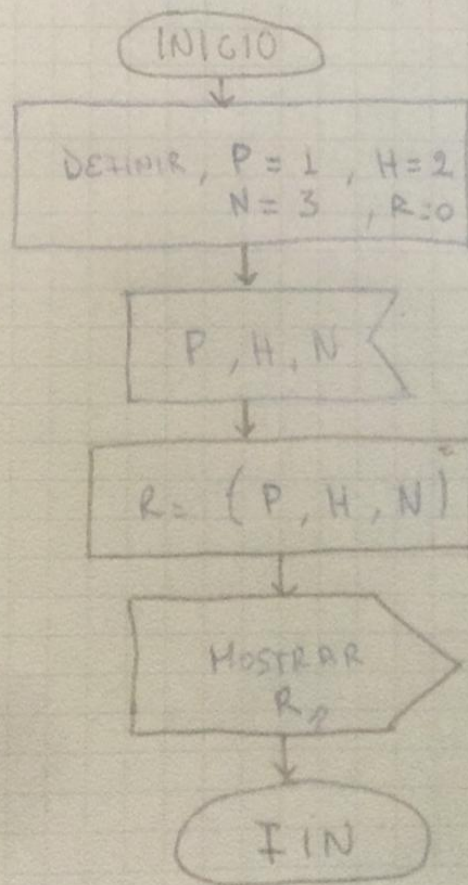 INICIO
DEFINIR, P = 1, H = 2
N = 3, R = 0
P, H, N
R = (P, H, N)
MOSTRAR
R
FIN